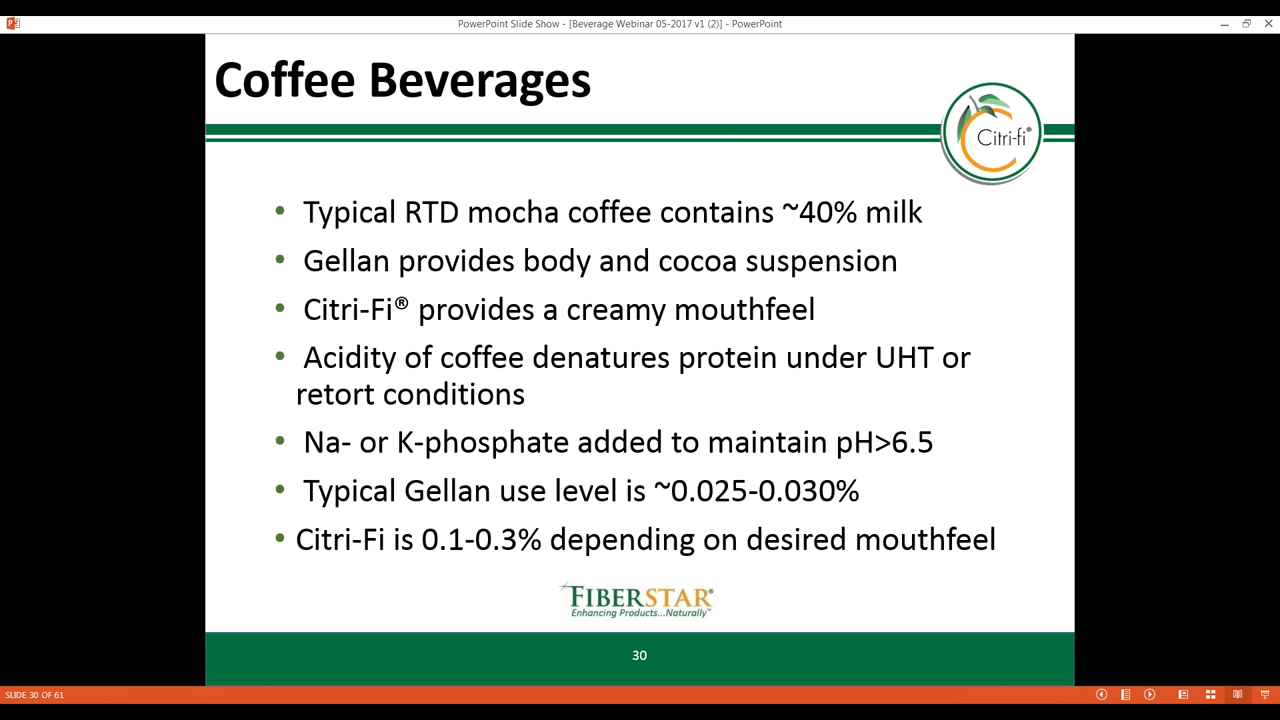 PowerPoint Slide Show - [Beverage Webinar 05-2017 v1 (2)] - PowerPoint
Coffee Beverages
Citri-fi®
• Typical RTD mocha coffee contains ~40% milk
• Gellan provides body and cocoa suspension
• Citri-Fi® provides a creamy mouthfeel
• Acidity of coffee denatures protein under UHT or
retort conditions
• Na- or K-phosphate added to maintain pH>6.5
• Typical Gellan use level is ~0.025-0.030%
• Citri-Fi is 0.1-0.3% depending on desired mouthfeel
FIBERSTAR®
Enhancing Products...Naturally™
30
SLIDE 30 OF 61